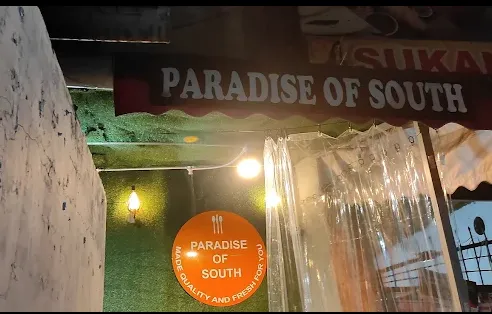 SUKAN
PARADISE OF SOUTH
PARADISE
OF
SOUTH
MADE QUALITY AND FRESH FOR YOU